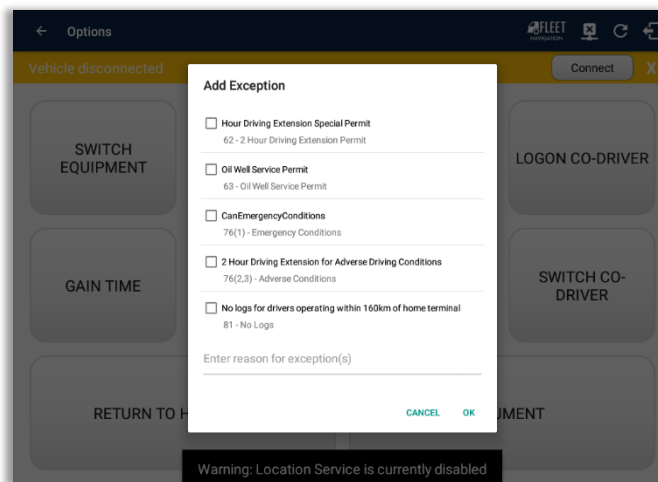 Options
FLEET
NAVIGATION
Vehicle disconnected
Connect
X
Add Exception
Hour Driving Extension Special Permit
62 - 2 Hour Driving Extension Permit
Oil Well Service Permit
63 - Oil Well Service Permit
CanEmergencyConditions
76(1) - Emergency Conditions
2 Hour Driving Extension for Adverse Driving Conditions
76(2,3) - Adverse Conditions
No logs for drivers operating within 160km of home terminal
81 - No Logs
Enter reason for exception(s)
CANCEL
OK
SWITCH
EQUIPMENT
LOGON CO-DRIVER
GAIN TIME
SWITCH CO-
DRIVER
RETURN TO H
UMENT
Warning: Location Service is currently disabled